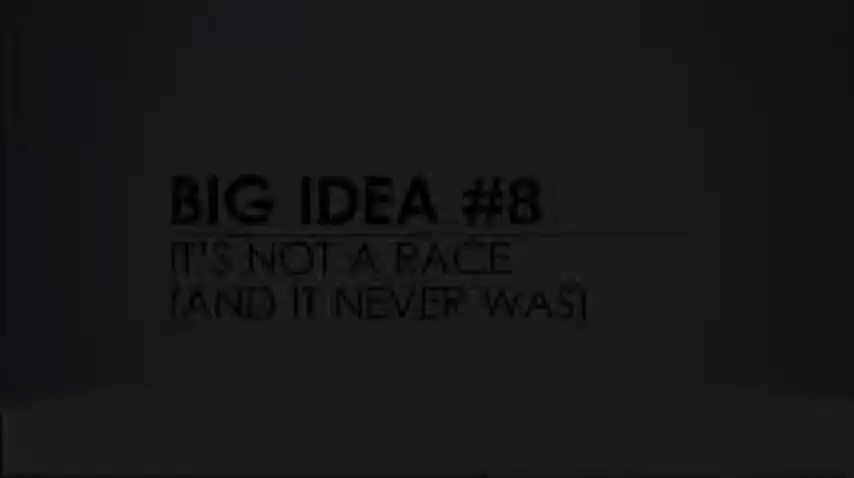 BIG IDEA #8
IT'S NOT A RACE
(AND IT NEVER WAS)